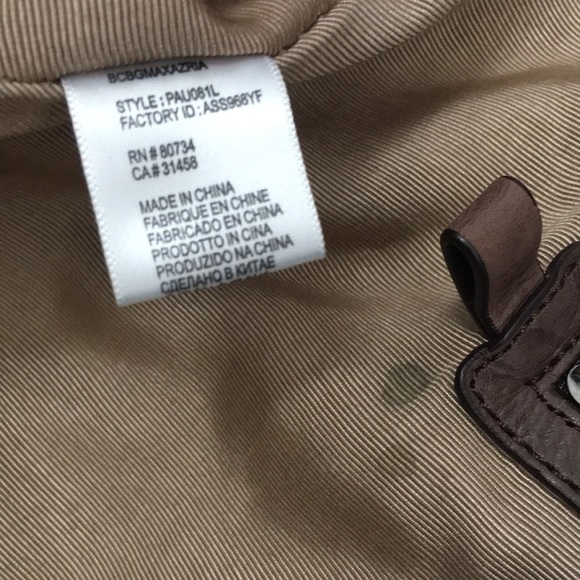 BCBGMAXAZRIA
STYLE : PAU081L
FACTORY ID : ASS968YF
RN # 80734
CA# 31458
MADE IN CHINA
FABRIQUE EN CHINE
FABRICADO EN CHINA
PRODOTTO IN CINA
PRODUZIDO NA CHINA
СДЕЛАНО В КИТАЕ